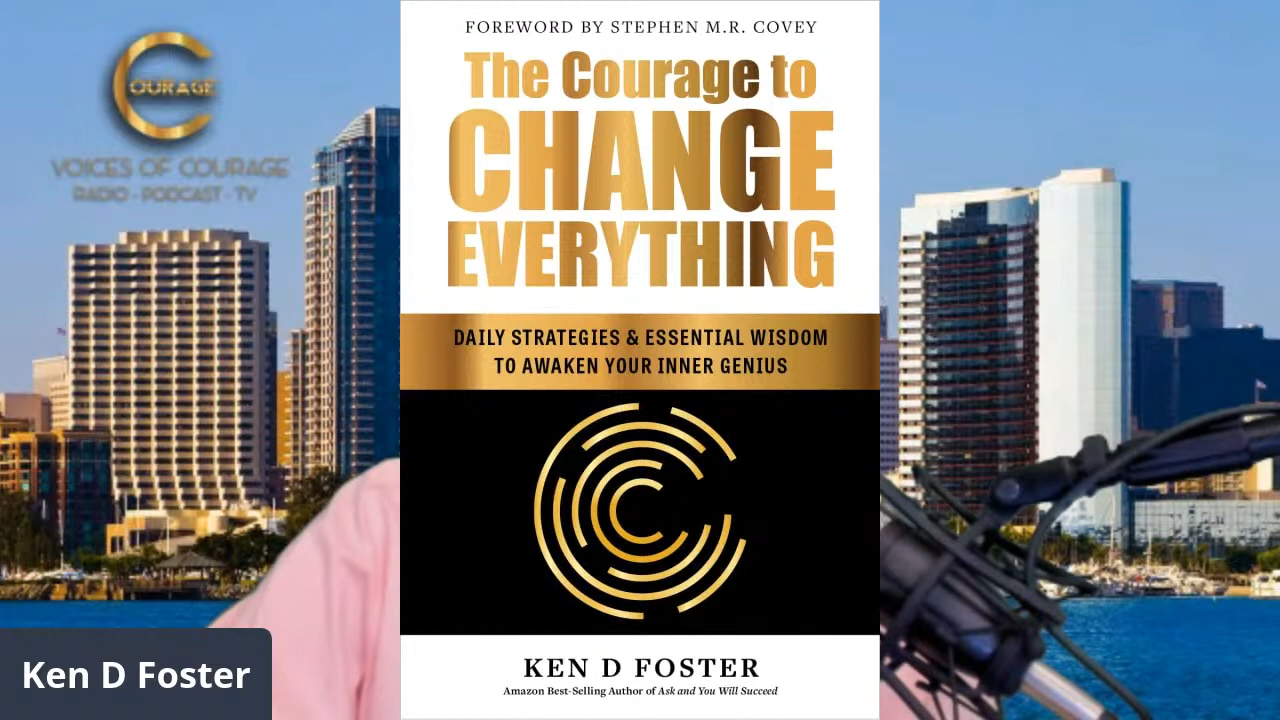 COURAGE
VOICES OF COURAGE
RADIO · PODCAST · TV
FOREWORD BY STEPHEN M.R. COVEY
The Courage to
CHANGE
EVERYTHING
DAILY STRATEGIES & ESSENTIAL WISDOM
TO AWAKEN YOUR INNER GENIUS
KEN D FOSTER
Amazon Best-Selling Author of Ask and You Will Succeed
Ken D Foster